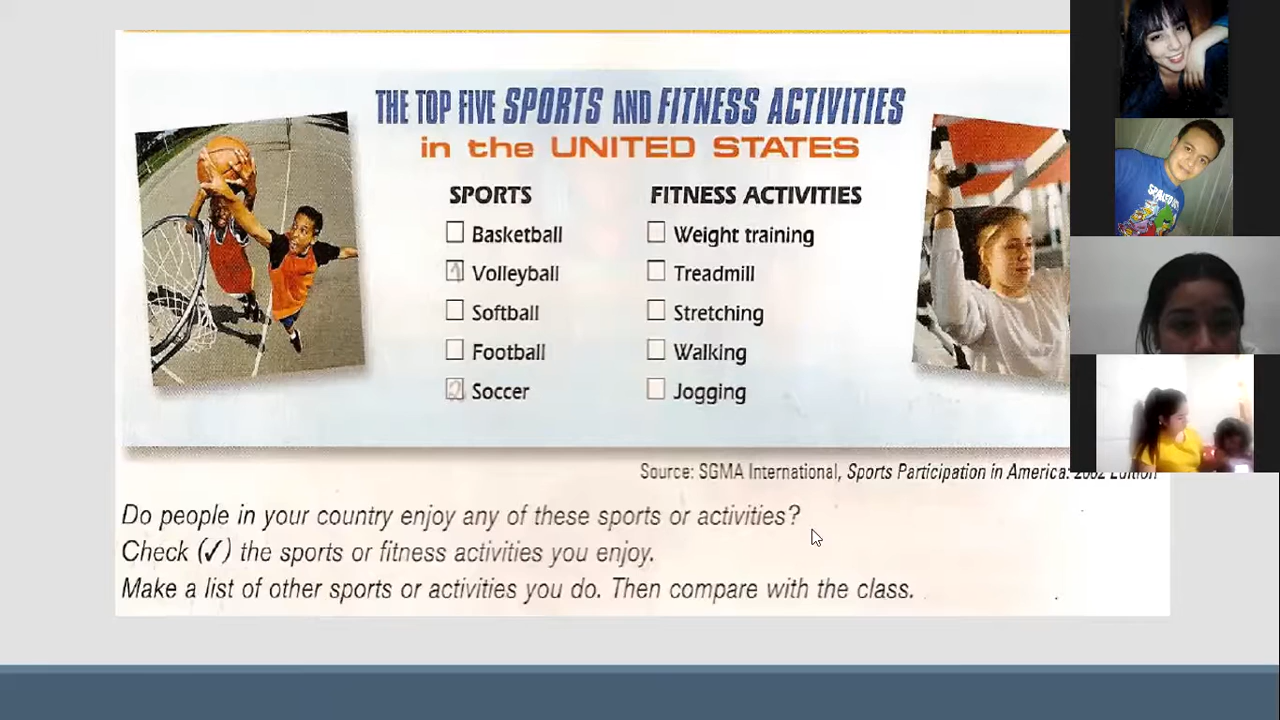 THE TOP FIVE SPORTS AND FITNESS ACTIVITIES
in the UNITED STATES
SPORTS
Basketball
Volleyball
Softball
Football
Soccer
FITNESS ACTIVITIES
Weight training
Treadmill
Stretching
Walking
Jogging
Source: SGMA International, Sports Participation in America: 2002 Edition
Do people in your country enjoy any of these sports or activities?
Check (✓) the sports or fitness activities you enjoy.
Make a list of other sports or activities you do. Then compare with the class.